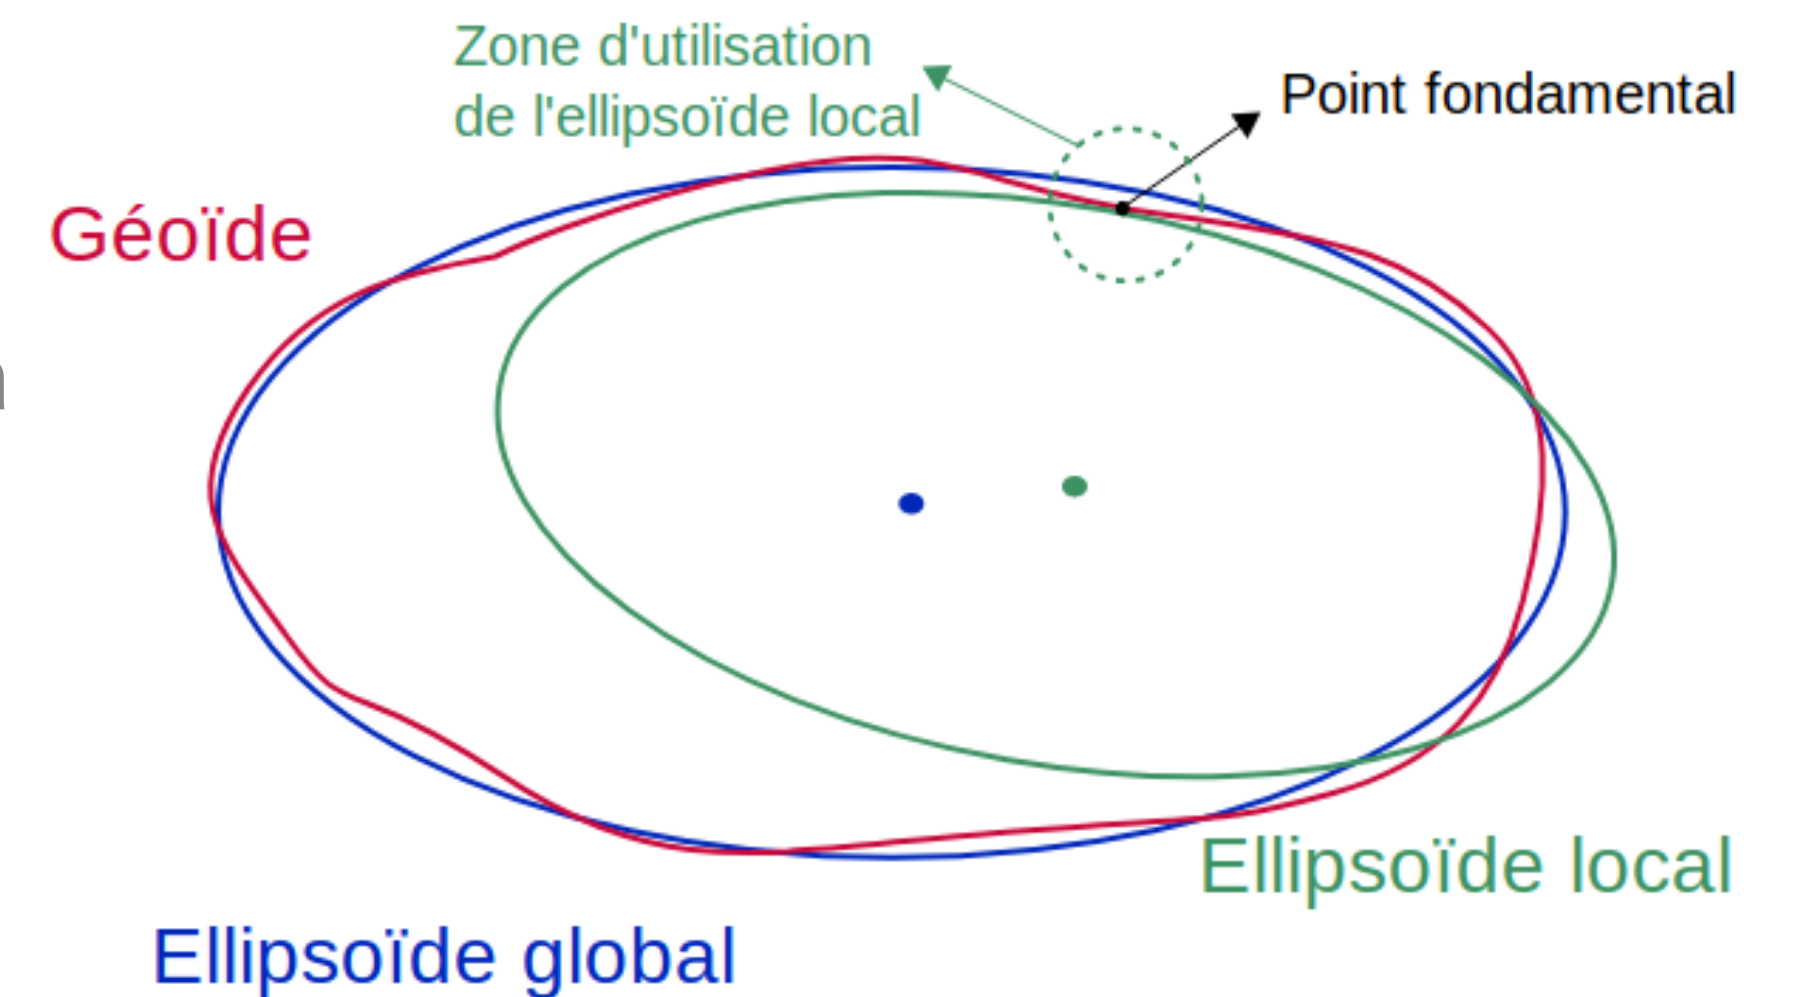 Zone d'utilisation
de l'ellipsoïde local
Point fondamental
Géoïde
Ellipsoïde local
Ellipsoïde global